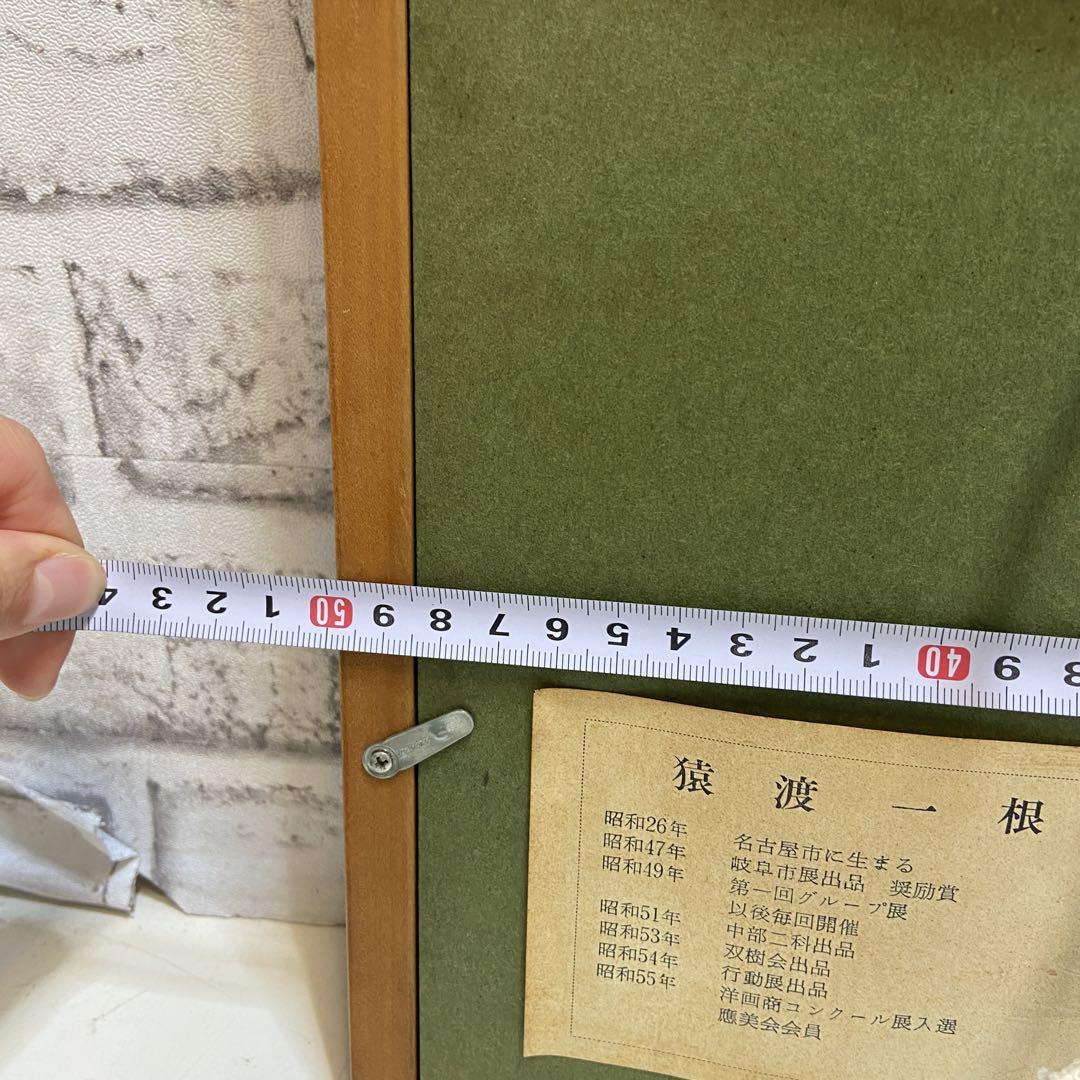 4 3 2 1 50 9 8 7 6 5 4 3 2 1 40 9 8
猿渡一根
昭和26年 名古屋市に生まる
昭和47年 岐阜市展出品 奨励賞
昭和49年 第一回グループ展
以後毎回開催
昭和51年 中部二科出品
昭和53年 双樹会出品
昭和54年 行動展出品
昭和55年 洋画商コンクール展入選
應美会会員